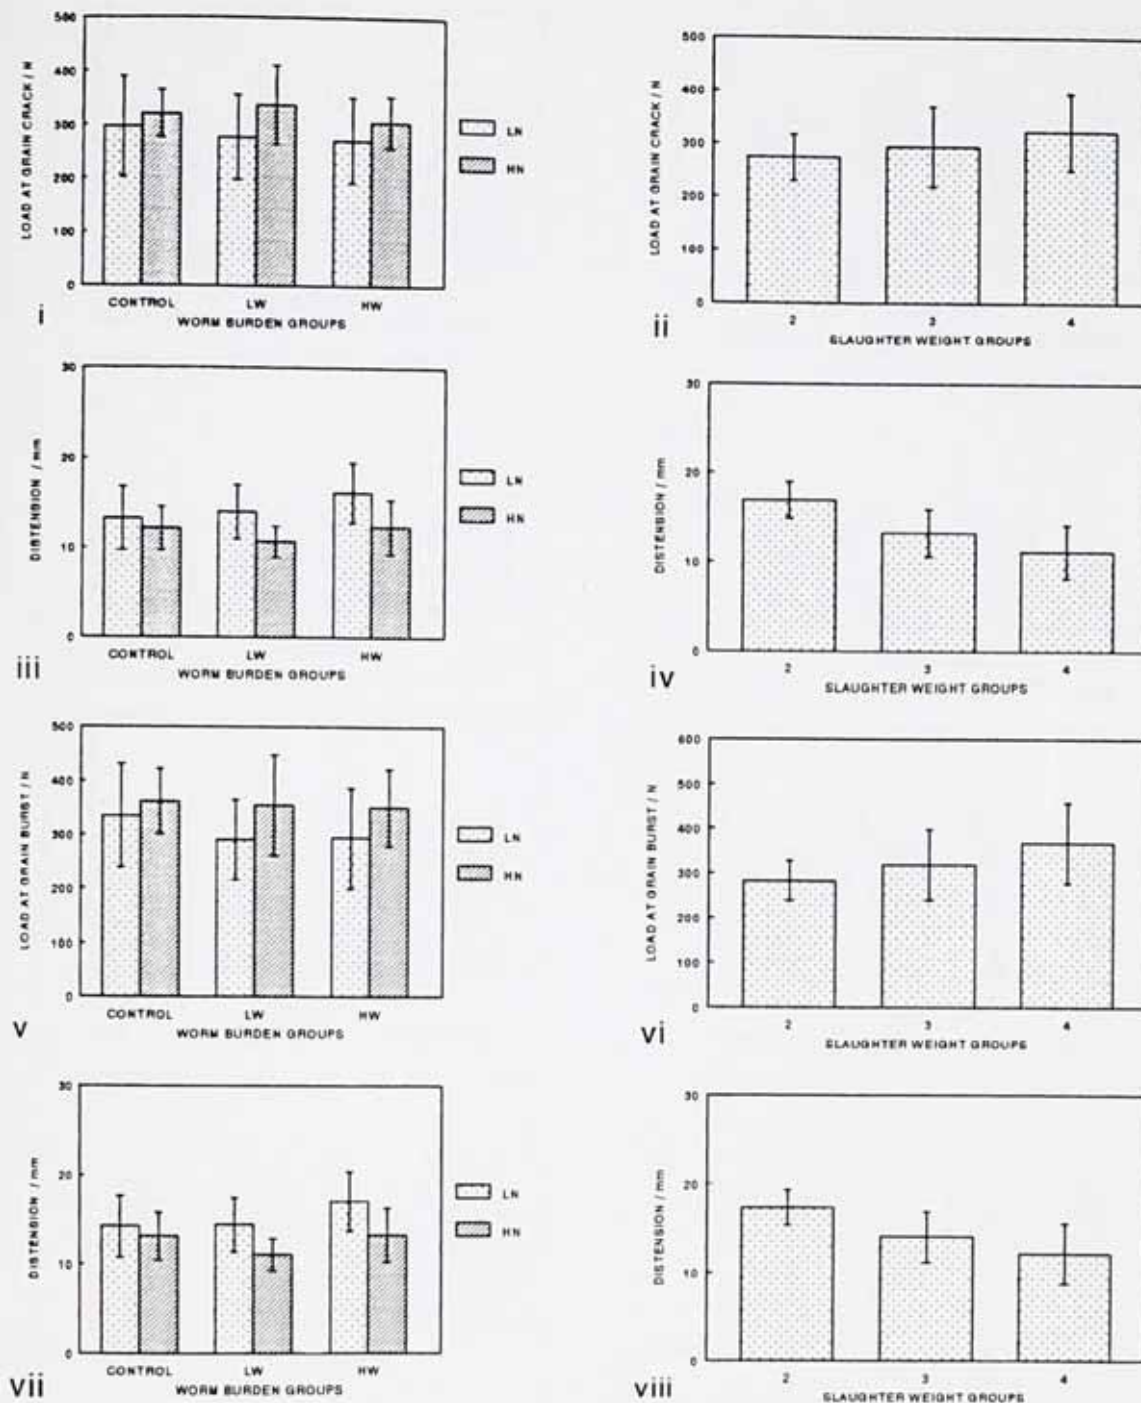 500
400
300
200
100
0
LOAD AT GRAIN CRACK / N
CONTROL LW HW
WORM BURDEN GROUPS
LN
HN
i
500
400
300
200
100
0
LOAD AT GRAIN CRACK / N
2 3 4
SLAUGHTER WEIGHT GROUPS
ii
30
20
10
0
DISTENSION / mm
CONTROL LW HW
WORM BURDEN GROUPS
LN
HN
iii
30
20
10
0
DISTENSION / mm
2 3 4
SLAUGHTER WEIGHT GROUPS
iv
500
400
300
200
100
0
LOAD AT GRAIN BURST / N
CONTROL LW HW
WORM BURDEN GROUPS
LN
HN
v
600
500
400
300
200
100
0
LOAD AT GRAIN BURST / N
2 3 4
SLAUGHTER WEIGHT GROUPS
vi
30
20
10
0
DISTENSION / mm
CONTROL LW HW
WORM BURDEN GROUPS
LN
HN
vii
30
20
10
0
DISTENSION / mm
2 3 4
SLAUGHTER WEIGHT GROUPS
viii